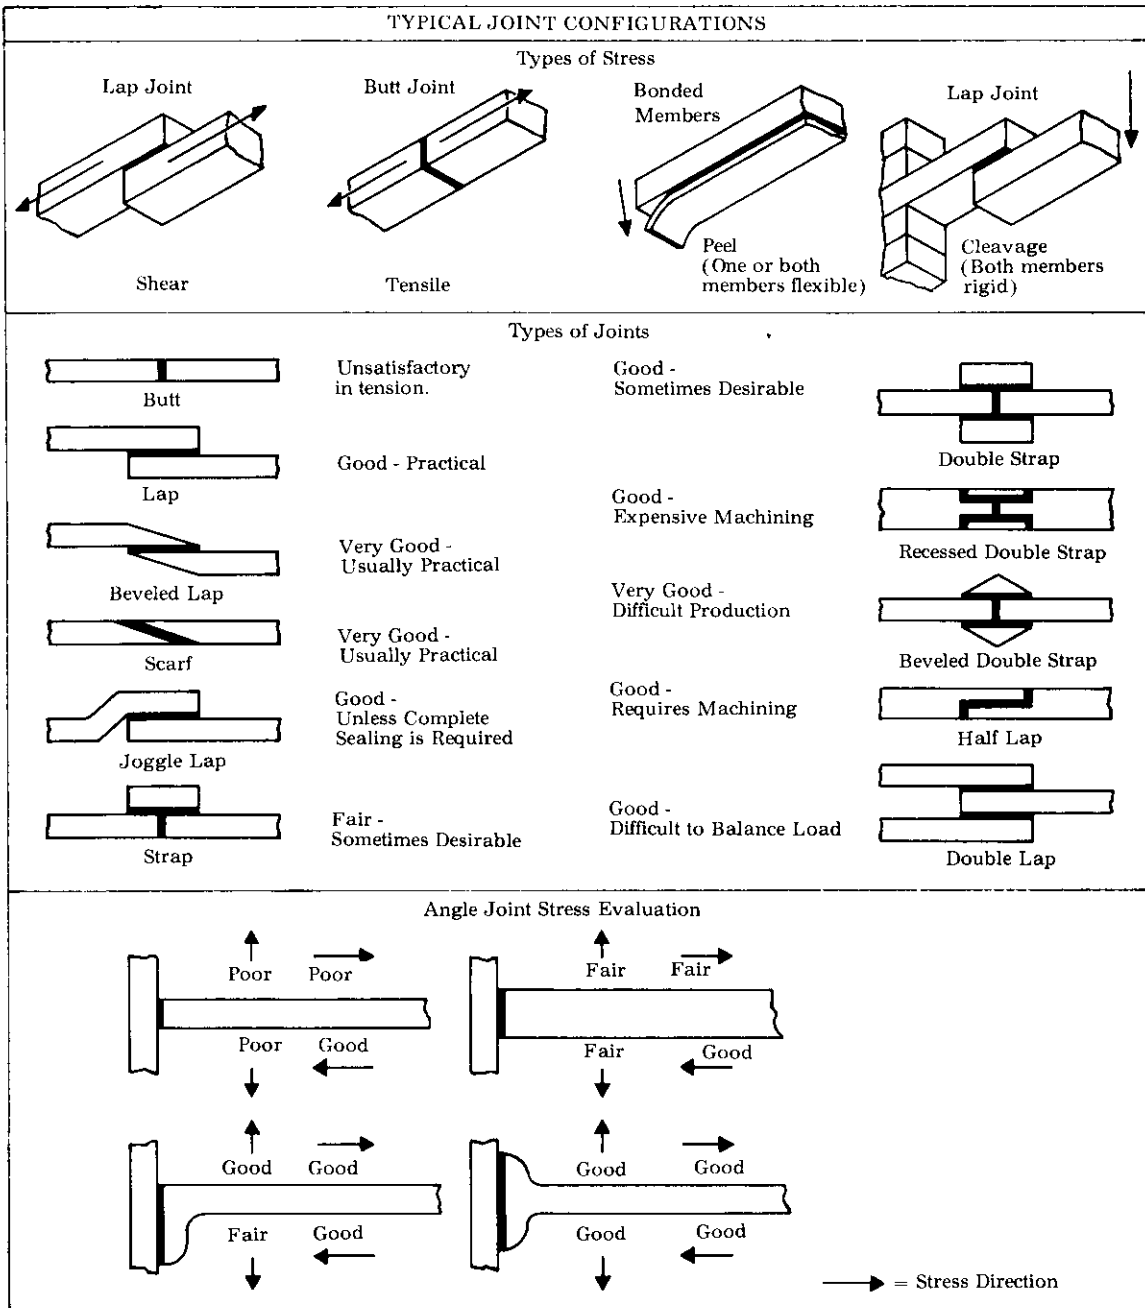 TYPICAL JOINT CONFIGURATIONS
Types of Stress
Lap Joint
Shear
Butt Joint
Tensile
Bonded
Members
Peel
(One or both
members flexible)
Lap Joint
Cleavage
(Both members
rigid)
Types of Joints
Butt
Unsatisfactory
in tension.
Lap
Good - Practical
Beveled Lap
Very Good -
Usually Practical
Scarf
Very Good -
Usually Practical
Joggle Lap
Good -
Unless Complete
Sealing is Required
Strap
Fair -
Sometimes Desirable
Good -
Sometimes Desirable
Double Strap
Good -
Expensive Machining
Recessed Double Strap
Very Good -
Difficult Production
Beveled Double Strap
Good -
Requires Machining
Half Lap
Good -
Difficult to Balance Load
Double Lap
Angle Joint Stress Evaluation
Poor Poor
Poor Good
Fair Fair
Fair Good
Good Good
Fair Good
Good Good
Good Good
= Stress Direction